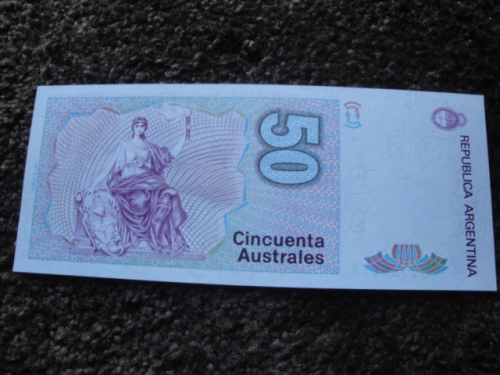 50
Cincuenta
Australes
REPUBLICA ARGENTINA